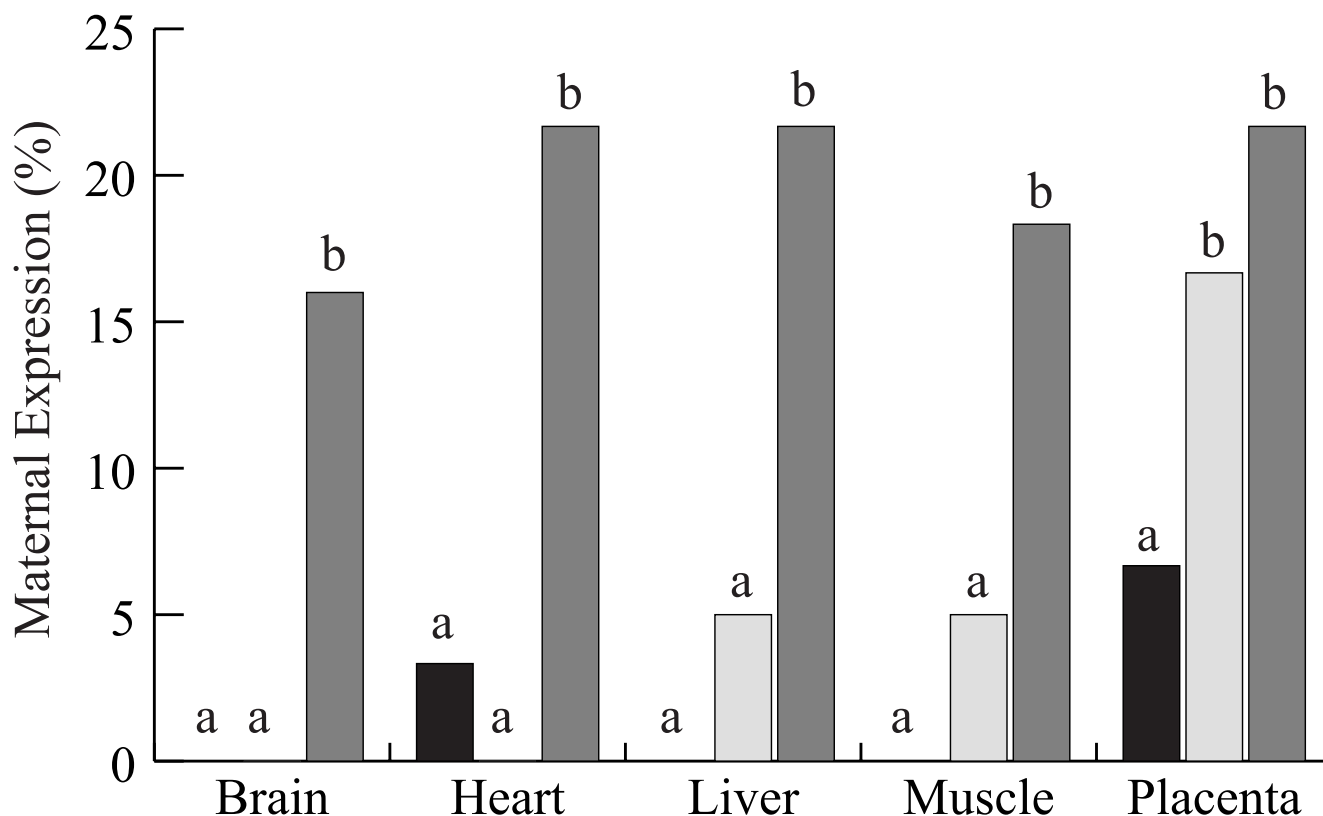 Maternal Expression (%)
25
20
15
10
5
0
a a b
a a b
a a b
a a b
a b b
Brain Heart Liver Muscle Placenta